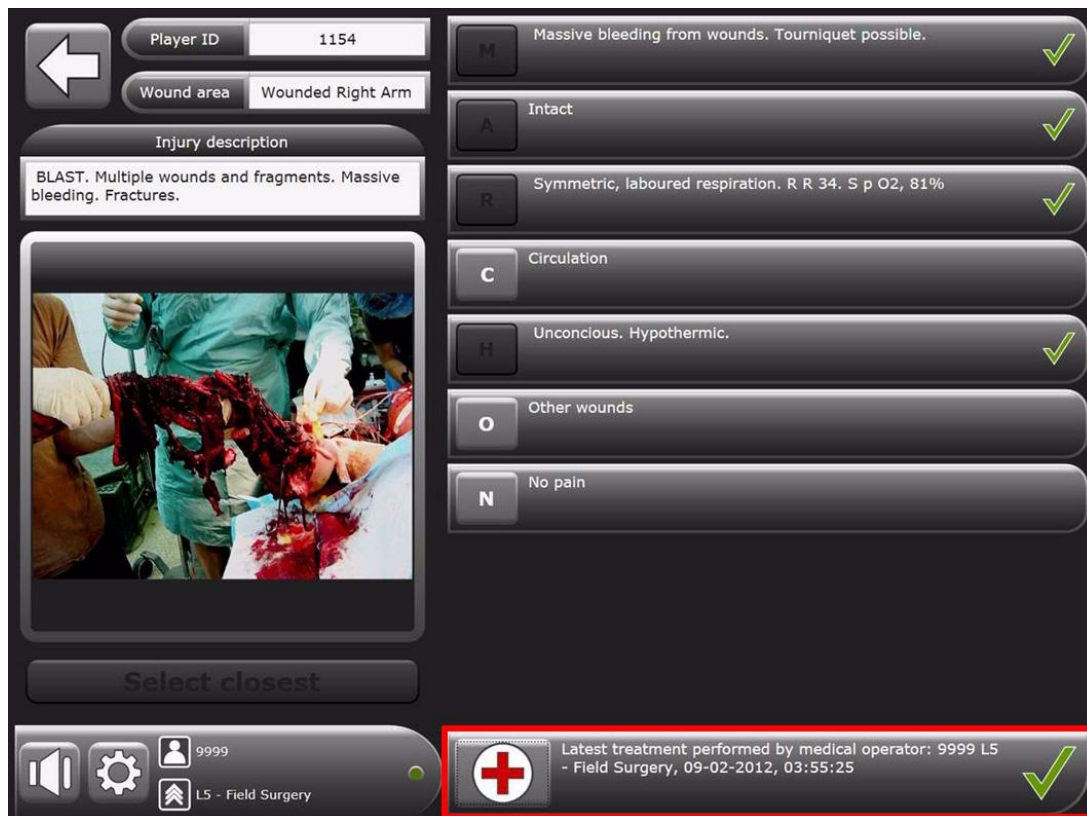 Player ID
1154
Wound area
Wounded Right Arm
Injury description
BLAST. Multiple wounds and fragments. Massive
bleeding. Fractures.
Select closest
9999
L5 - Field Surgery
M
Massive bleeding from wounds. Tourniquet possible.
A
Intact
R
Symmetric, laboured respiration. R R 34. S p O2, 81%
C
Circulation
H
Unconcious. Hypothermic.
O
Other wounds
N
No pain
Latest treatment performed by medical operator: 9999 L5
- Field Surgery, 09-02-2012, 03:55:25